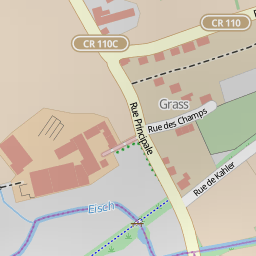 CR 110
CR 110C
Rue Principale
Grass
Rue des Champs
Rue de Kahler
Eisch